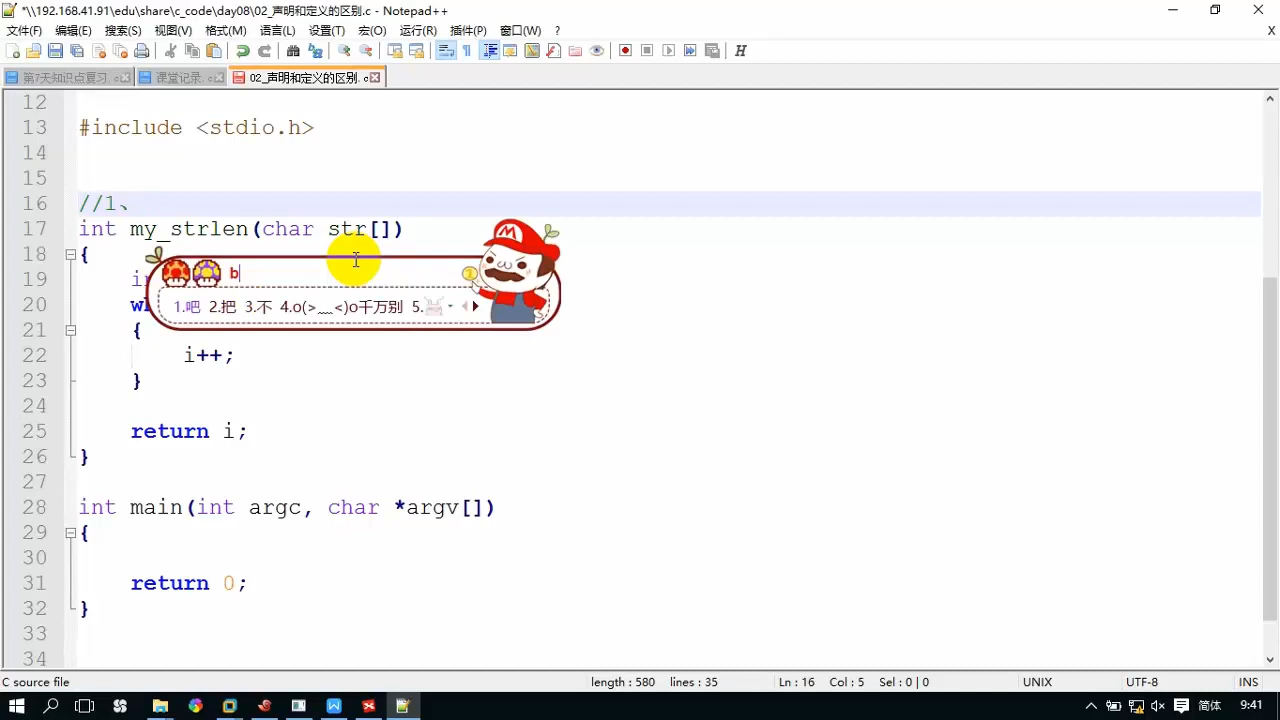 *\\192.168.41.91\edu\share\c_code\day08\02_声明和定义的区别.c - Notepad++
文件(F) 编辑(E) 搜索(S) 视图(V) 格式(M) 语言(L) 设置(T) 宏(O) 运行(R) 插件(P) 窗口(W) ? X
第7天知识点复习.c 课堂记录.c 02_声明和定义的区别.c
12
13 #include <stdio.h>
14
15
16 //1、
17 int my_strlen(char str[])
18 {
19 in
b
20 w
1.吧 2.把 3.不 4.o(>﹏<)o千万别 5.
21 {
22 i++;
23 }
24
25 return i;
26 }
27
28 int main(int argc, char *argv[])
29 {
30
31 return 0;
32 }
33
34
C source file length : 580 lines : 35 Ln : 16 Col : 5 Sel : 0 | 0 UNIX UTF-8 INS
简体 9:41